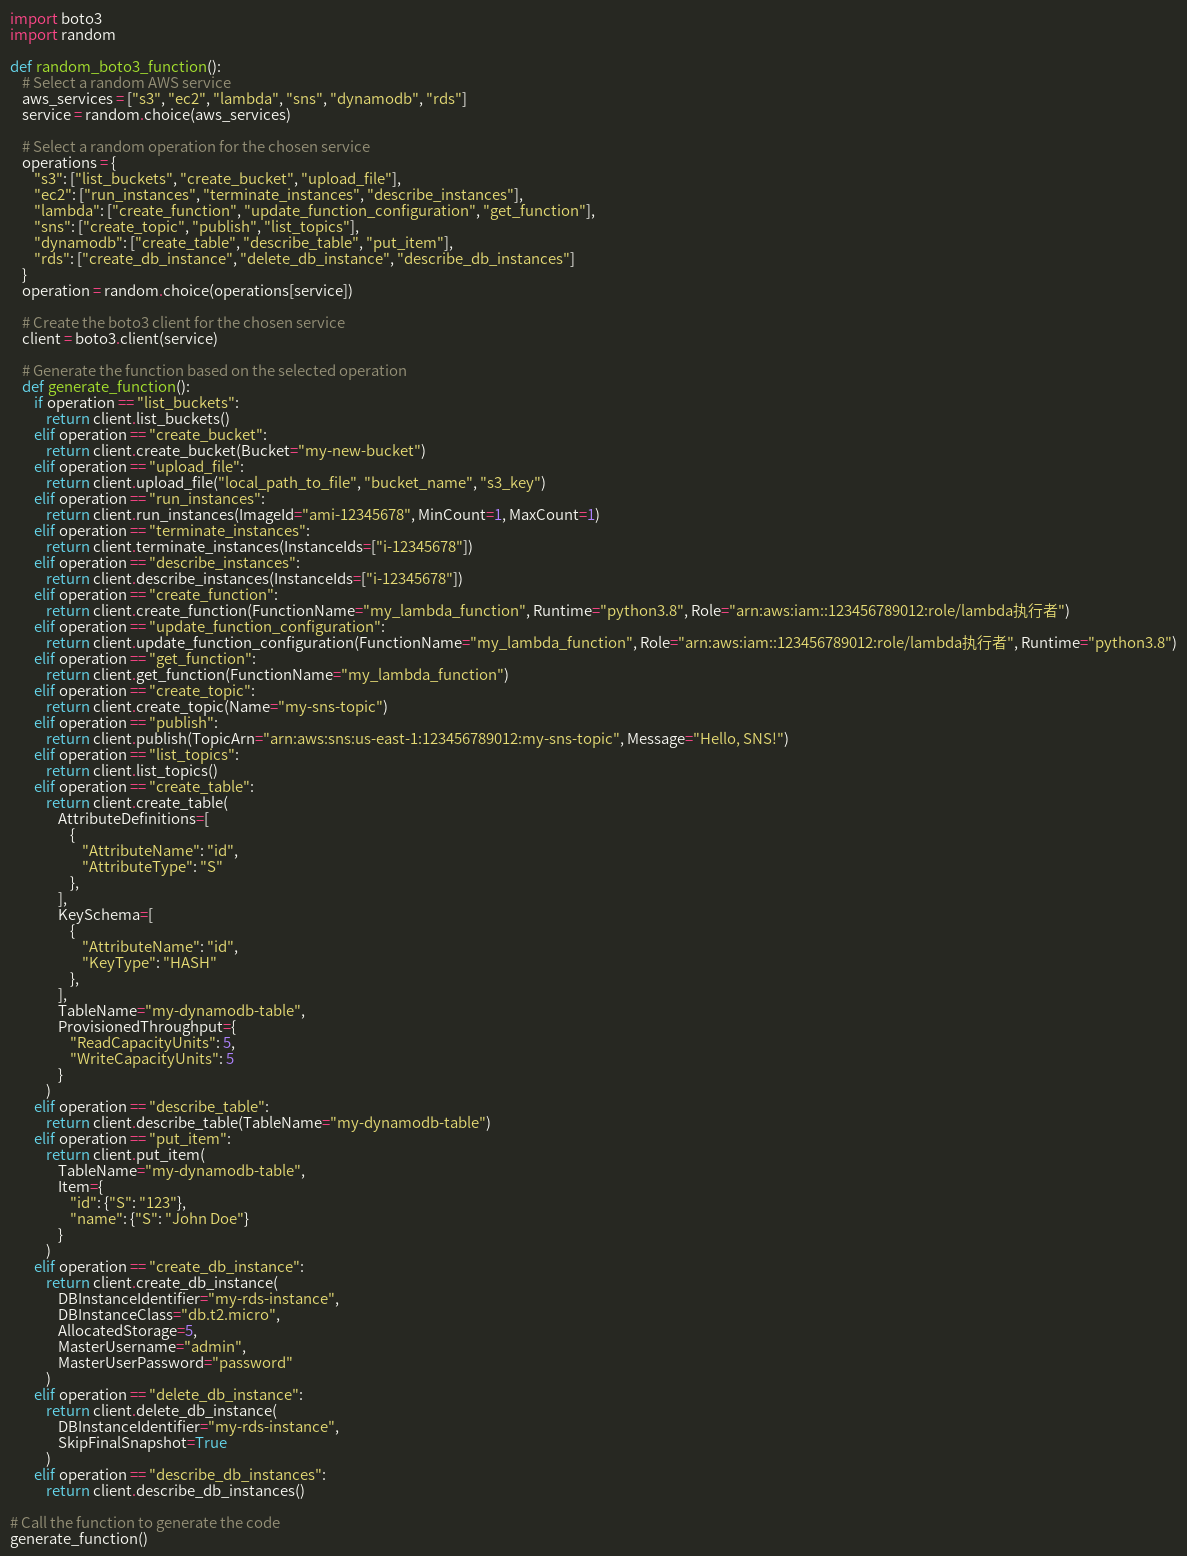 import boto3
import random

def random_boto3_function():
    # Select a random AWS service
    aws_services = ["s3", "ec2", "lambda", "sns", "dynamodb", "rds"]
    service = random.choice(aws_services)

    # Select a random operation for the chosen service
    operations = {
        "s3": ["list_buckets", "create_bucket", "upload_file"],
        "ec2": ["run_instances", "terminate_instances", "describe_instances"],
        "lambda": ["create_function", "update_function_configuration", "get_function"],
        "sns": ["create_topic", "publish", "list_topics"],
        "dynamodb": ["create_table", "describe_table", "put_item"],
        "rds": ["create_db_instance", "delete_db_instance", "describe_db_instances"]
    }
    operation = random.choice(operations[service])

    # Create the boto3 client for the chosen service
    client = boto3.client(service)

    # Generate the function based on the selected operation
    def generate_function():
        if operation == "list_buckets":
            return client.list_buckets()
        elif operation == "create_bucket":
            return client.create_bucket(Bucket="my-new-bucket")
        elif operation == "upload_file":
            return client.upload_file("local_path_to_file", "bucket_name", "s3_key")
        elif operation == "run_instances":
            return client.run_instances(ImageId="ami-12345678", MinCount=1, MaxCount=1)
        elif operation == "terminate_instances":
            return client.terminate_instances(InstanceIds=["i-12345678"])
        elif operation == "describe_instances":
            return client.describe_instances(InstanceIds=["i-12345678"])
        elif operation == "create_function":
            return client.create_function(FunctionName="my_lambda_function", Runtime="python3.8", Role="arn:aws:iam::123456789012:role/lambda执行者")
        elif operation == "update_function_configuration":
            return client.update_function_configuration(FunctionName="my_lambda_function", Role="arn:aws:iam::123456789012:role/lambda执行者", Runtime="python3.8")
        elif operation == "get_function":
            return client.get_function(FunctionName="my_lambda_function")
        elif operation == "create_topic":
            return client.create_topic(Name="my-sns-topic")
        elif operation == "publish":
            return client.publish(TopicArn="arn:aws:sns:us-east-1:123456789012:my-sns-topic", Message="Hello, SNS!")
        elif operation == "list_topics":
            return client.list_topics()
        elif operation == "create_table":
            return client.create_table(
                AttributeDefinitions=[
                    {
                        "AttributeName": "id",
                        "AttributeType": "S"
                    },
                ],
                KeySchema=[
                    {
                        "AttributeName": "id",
                        "KeyType": "HASH"
                    },
                ],
                TableName="my-dynamodb-table",
                ProvisionedThroughput={
                    "ReadCapacityUnits": 5,
                    "WriteCapacityUnits": 5
                }
            )
        elif operation == "describe_table":
            return client.describe_table(TableName="my-dynamodb-table")
        elif operation == "put_item":
            return client.put_item(
                TableName="my-dynamodb-table",
                Item={
                    "id": {"S": "123"},
                    "name": {"S": "John Doe"}
                }
            )
        elif operation == "create_db_instance":
            return client.create_db_instance(
                DBInstanceIdentifier="my-rds-instance",
                DBInstanceClass="db.t2.micro",
                AllocatedStorage=5,
                MasterUsername="admin",
                MasterUserPassword="password"
            )
        elif operation == "delete_db_instance":
            return client.delete_db_instance(
                DBInstanceIdentifier="my-rds-instance",
                SkipFinalSnapshot=True
            )
        elif operation == "describe_db_instances":
            return client.describe_db_instances()

# Call the function to generate the code
generate_function()